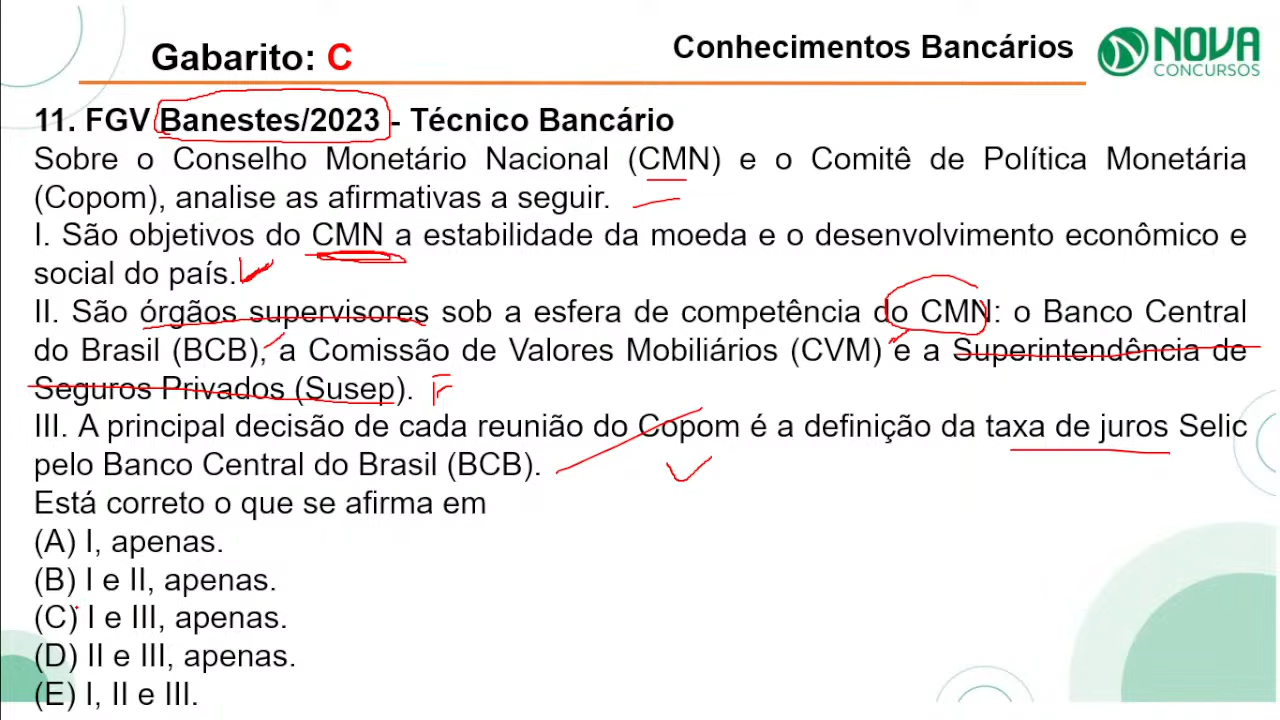 Gabarito: C
Conhecimentos Bancários
NOVA
CONCURSOS
11. FGV Banestes/2023 - Técnico Bancário
Sobre o Conselho Monetário Nacional (CMN) e o Comitê de Política Monetária
(Copom), analise as afirmativas a seguir.
I. São objetivos do CMN a estabilidade da moeda e o desenvolvimento econômico e
social do país.
II. São órgãos supervisores sob a esfera de competência do CMN: o Banco Central
do Brasil (BCB), a Comissão de Valores Mobiliários (CVM) e a Superintendência de
Seguros Privados (Susep). F
III. A principal decisão de cada reunião do Copom é a definição da taxa de juros Selic
pelo Banco Central do Brasil (BCB).
Está correto o que se afirma em
(A) I, apenas.
(B) I e II, apenas.
(C) I e III, apenas.
(D) II e III, apenas.
(E) I, II e III.